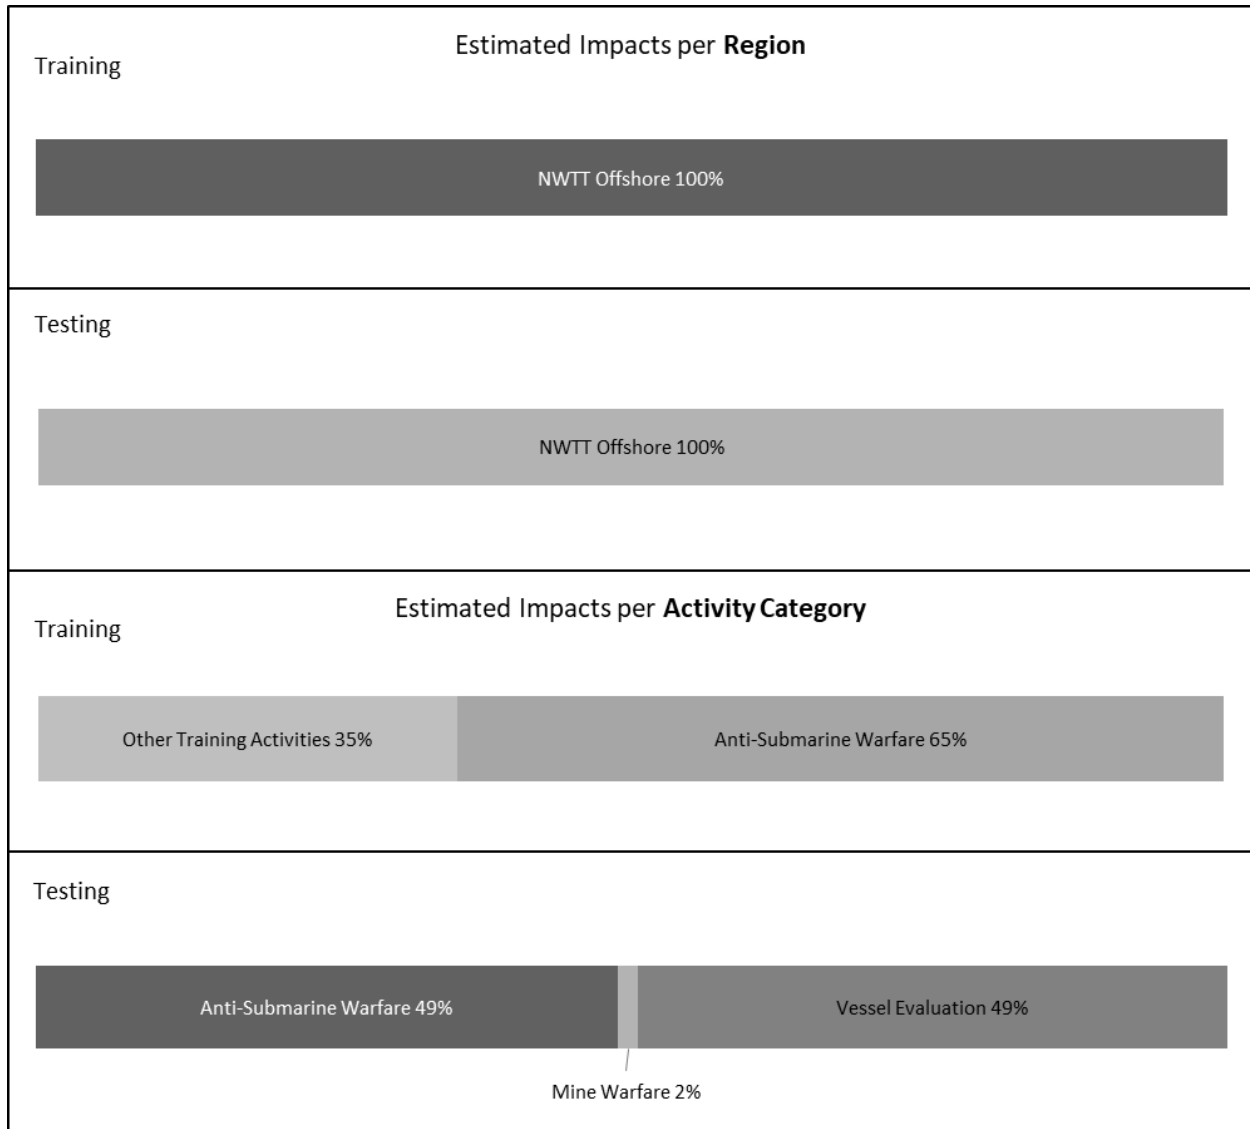 Estimated Impacts per Region
Training
NWTT Offshore 100%
Testing
NWTT Offshore 100%
Estimated Impacts per Activity Category
Training
Other Training Activities 35%
Anti-Submarine Warfare 65%
Testing
Anti-Submarine Warfare 49%
Vessel Evaluation 49%
Mine Warfare 2%